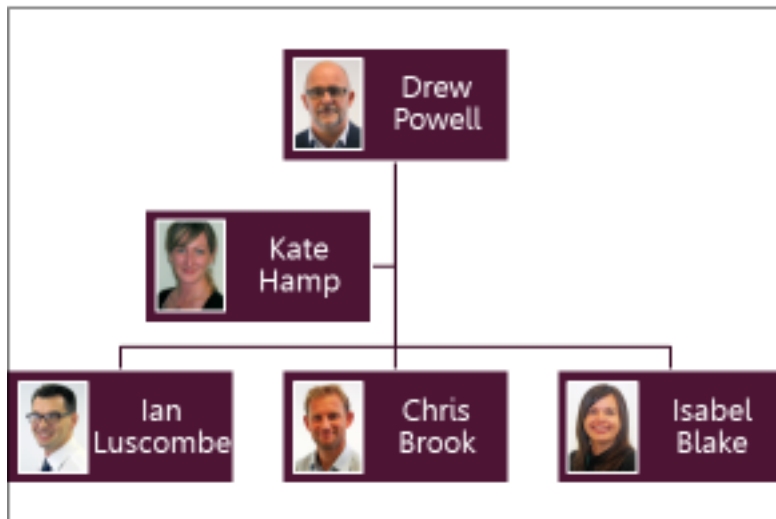 Drew
Powell
Kate
Hamp
Ian
Luscombe
Chris
Brook
Isabel
Blake